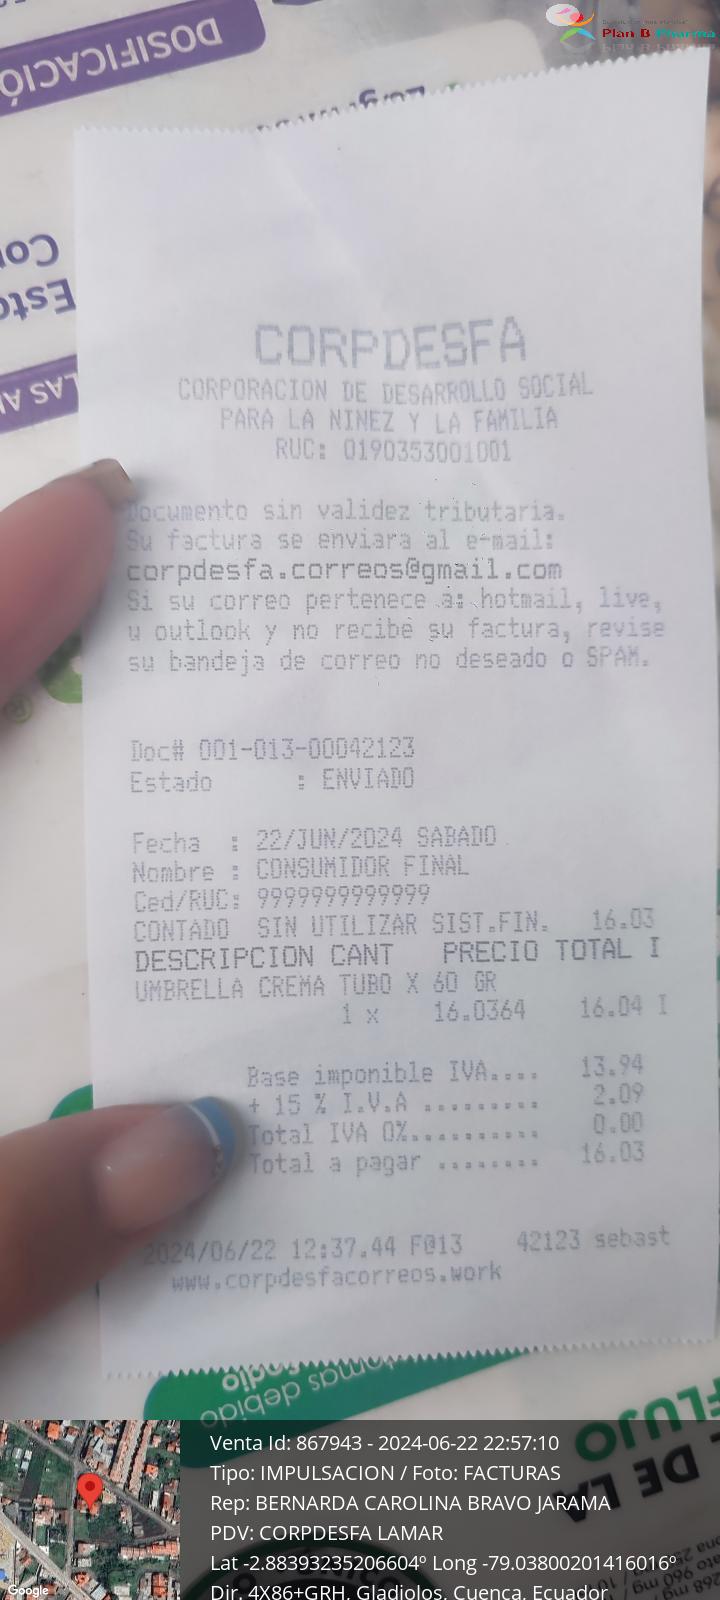 Plan B Pharma
DOSIFICACIÓ
CORPDESFA
CORPORACION DE DESARROLLO SOCIAL
PARA LA NINEZ Y LA FAMILIA
RUC: 0190353001001
Documento sin validez tributaria.
Su factura se enviara al e-mail:
corpdesfa.correos@gmail.com
Si su correo pertenece a: hotmail, live,
u outlook y no recibe su factura, revise
su bandeja de correo no deseado o SPAM.
Doc# 001-013-00042123
Estado : ENVIADO
Fecha : 22/JUN/2024 SABADO
Nombre : CONSUMIDOR FINAL
Ced/RUC: 9999999999999
CONTADO SIN UTILIZAR SIST.FIN. 16.03
DESCRIPCION CANT PRECIO TOTAL I
UMBRELLA CREMA TUBO X 60 GR
1 x 16.0364 16.04 I
Base imponible IVA.... 13.94
+ 15 % I.V.A ......... 2.09
Total IVA 0%.......... 0.00
Total a pagar ........ 16.03
2024/06/22 12:37.44 F@13 42123 sebast
www.corpdesfacorreos.work
tomas debido
FLUJO
DE LA
Venta Id: 867943 - 2024-06-22 22:57:10
Tipo: IMPULSACION / Foto: FACTURAS
Rep: BERNARDA CAROLINA BRAVO JARAMA
PDV: CORPDESFA LAMAR
Lat -2.88393235206604º Long -79.03800201416016º
Dir. 4X86+GRH, Gladiolos, Cuenca, Ecuador
Google